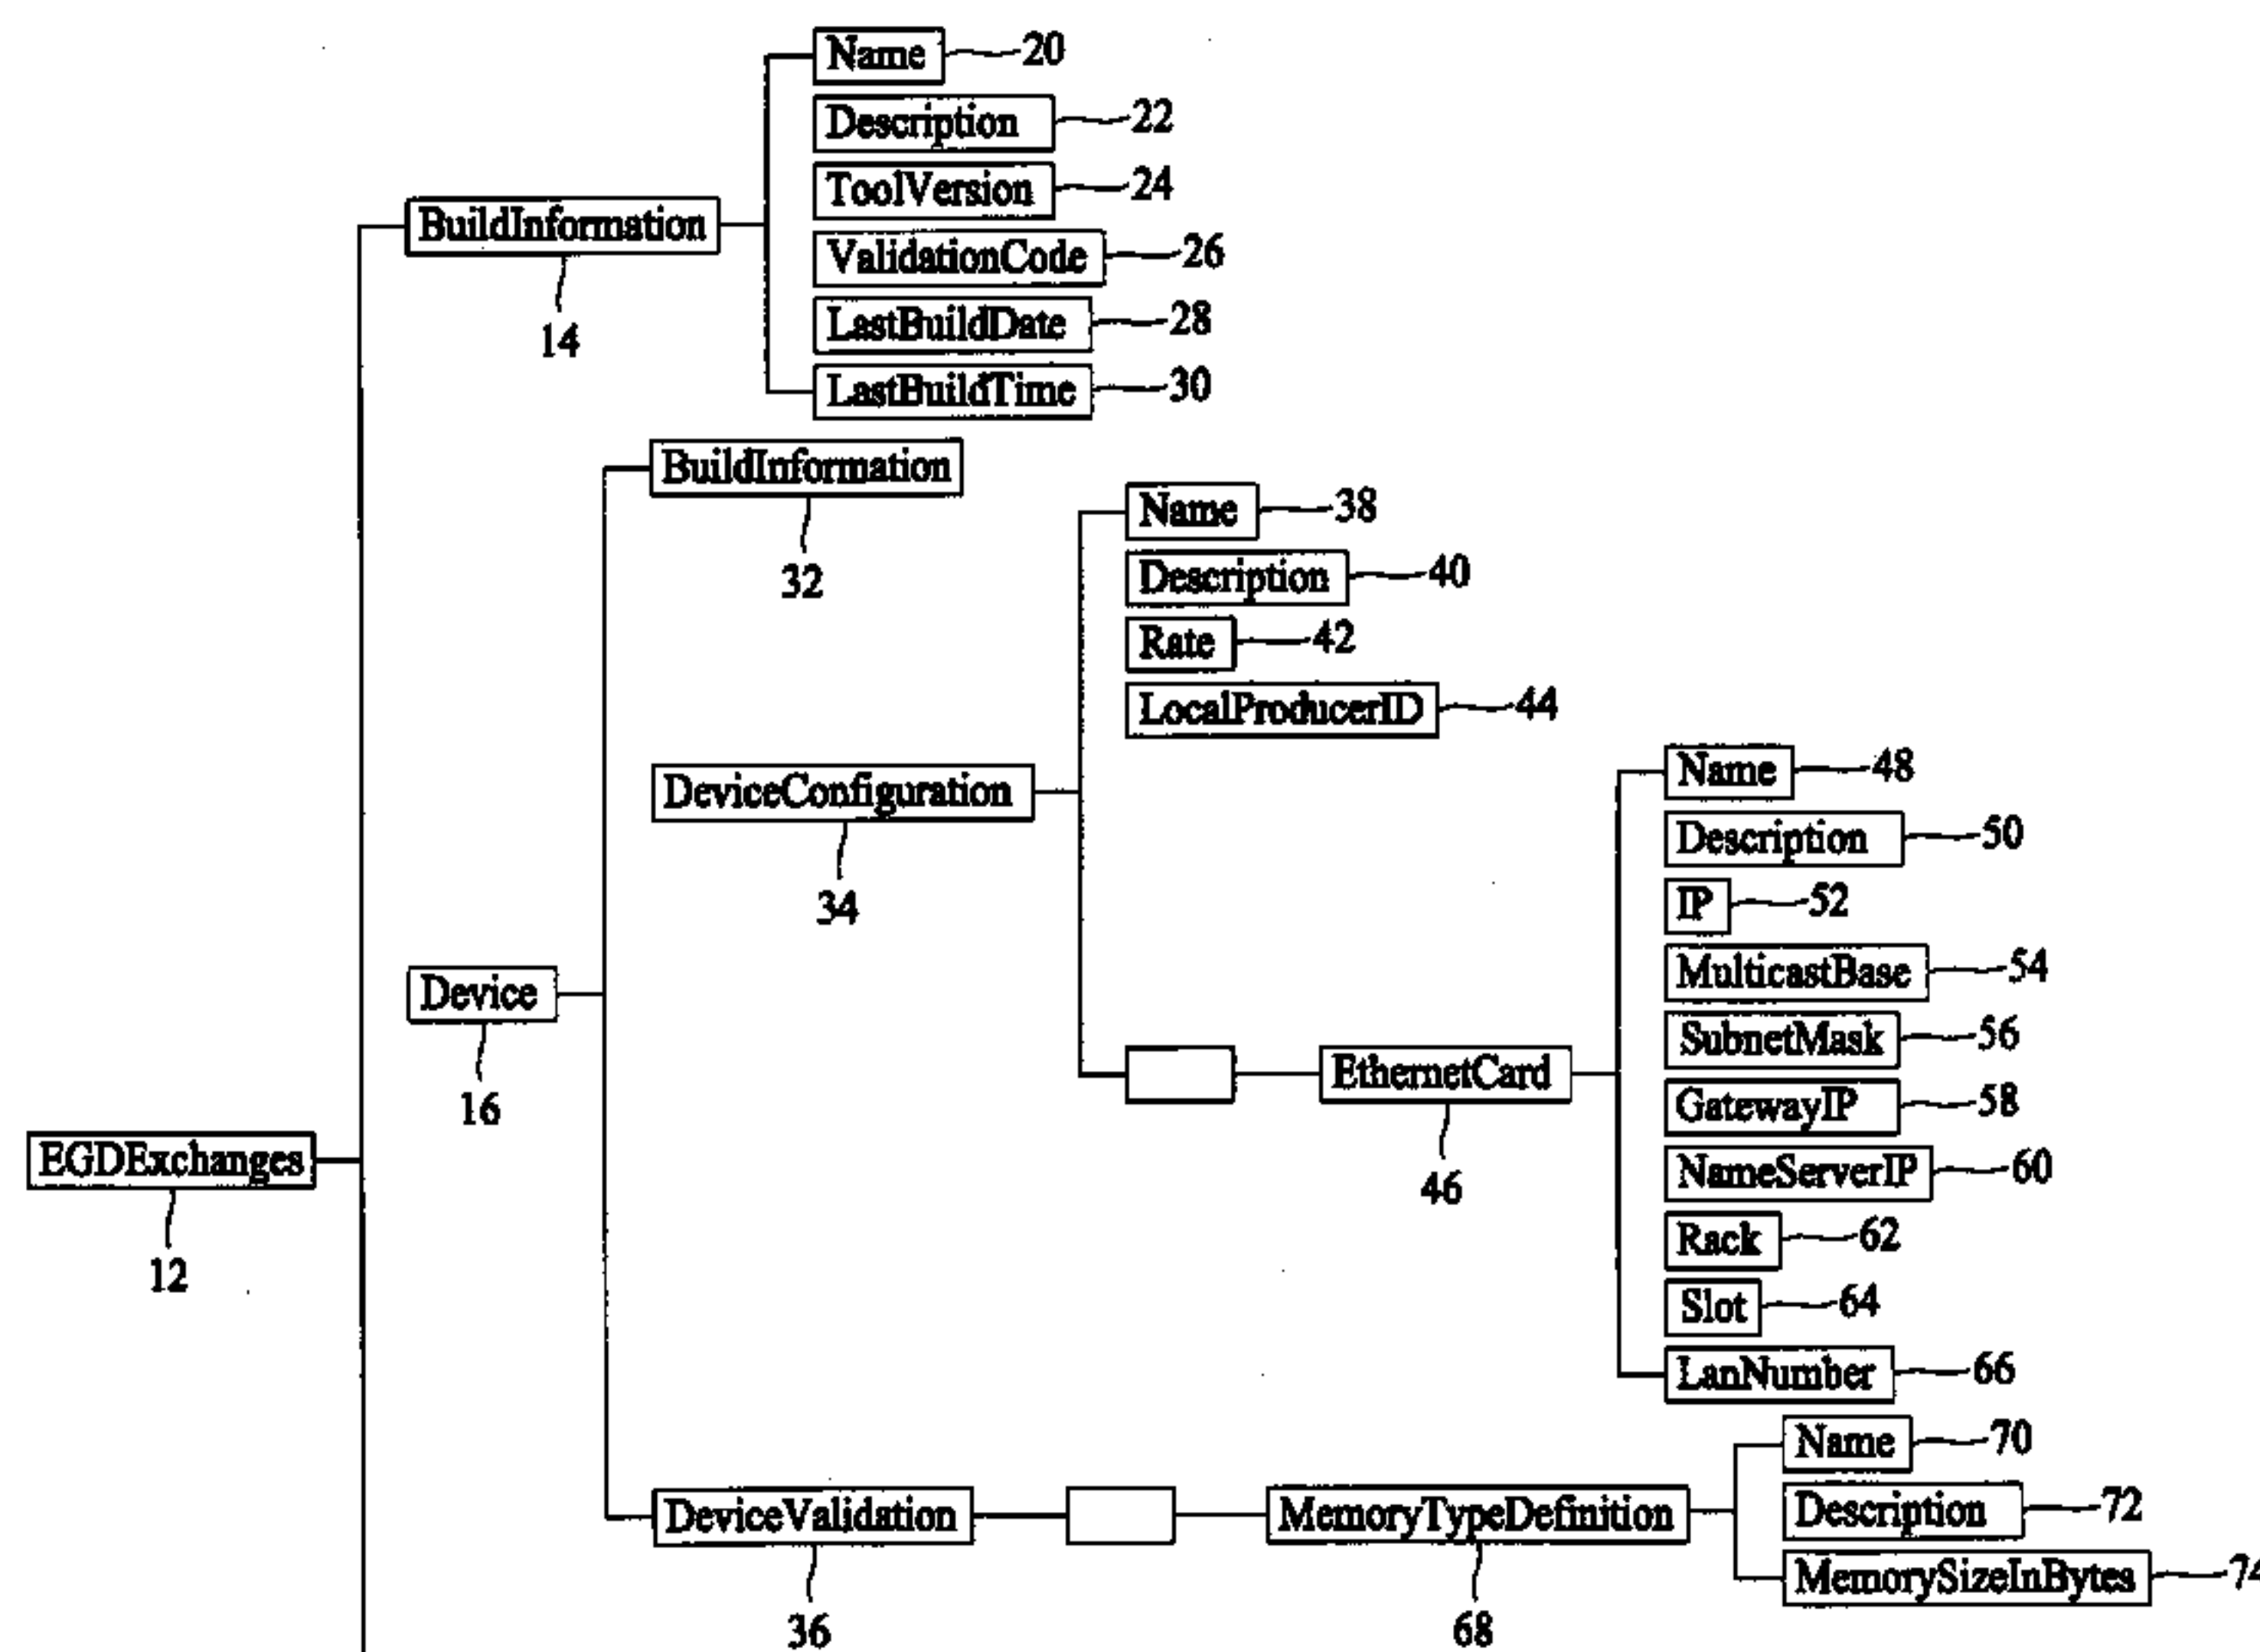 Name 20
Description 22
ToolVersion 24
BuildInformation
14
ValidationCode 26
LastBuildDate 28
LastBuildTime 30
BuildInformation
32
Name 38
Description 40
Rate 42
LocalProducerID 44
DeviceConfiguration
34
Name 48
Description 50
IP 52
MulticastBase 54
SubnetMask 56
GatewayIP 58
NameServerIP 60
Rack 62
Slot 64
LanNumber 66
Device
16
EthernetCard
46
EGDExchanges
12
DeviceValidation
36
MemoryTypeDefinition
68
Name 70
Description 72
MemorySizeInBytes 74